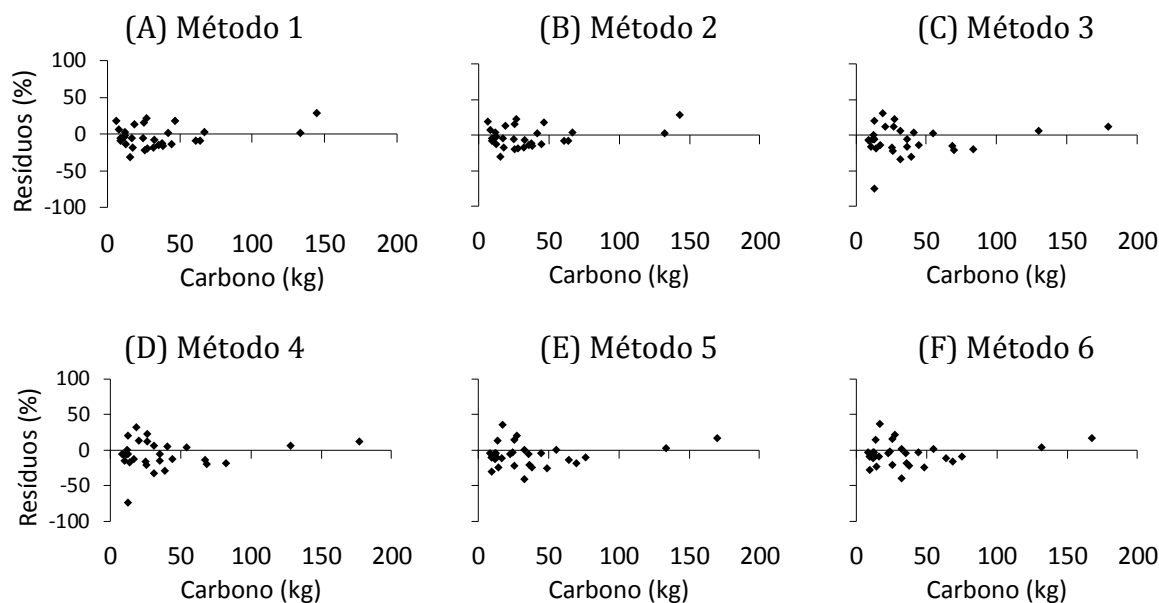 (A) Método 1
(B) Método 2
(C) Método 3
Resíduos (%)
100
50
0
-50
-100
0 50 100 150 200
0 50 100 150 200
0 50 100 150 200
Carbono (kg)
Carbono (kg)
Carbono (kg)
(D) Método 4
(E) Método 5
(F) Método 6
Resíduos (%)
100
50
0
-50
-100
0 50 100 150 200
0 50 100 150 200
0 50 100 150 200
Carbono (kg)
Carbono (kg)
Carbono (kg)